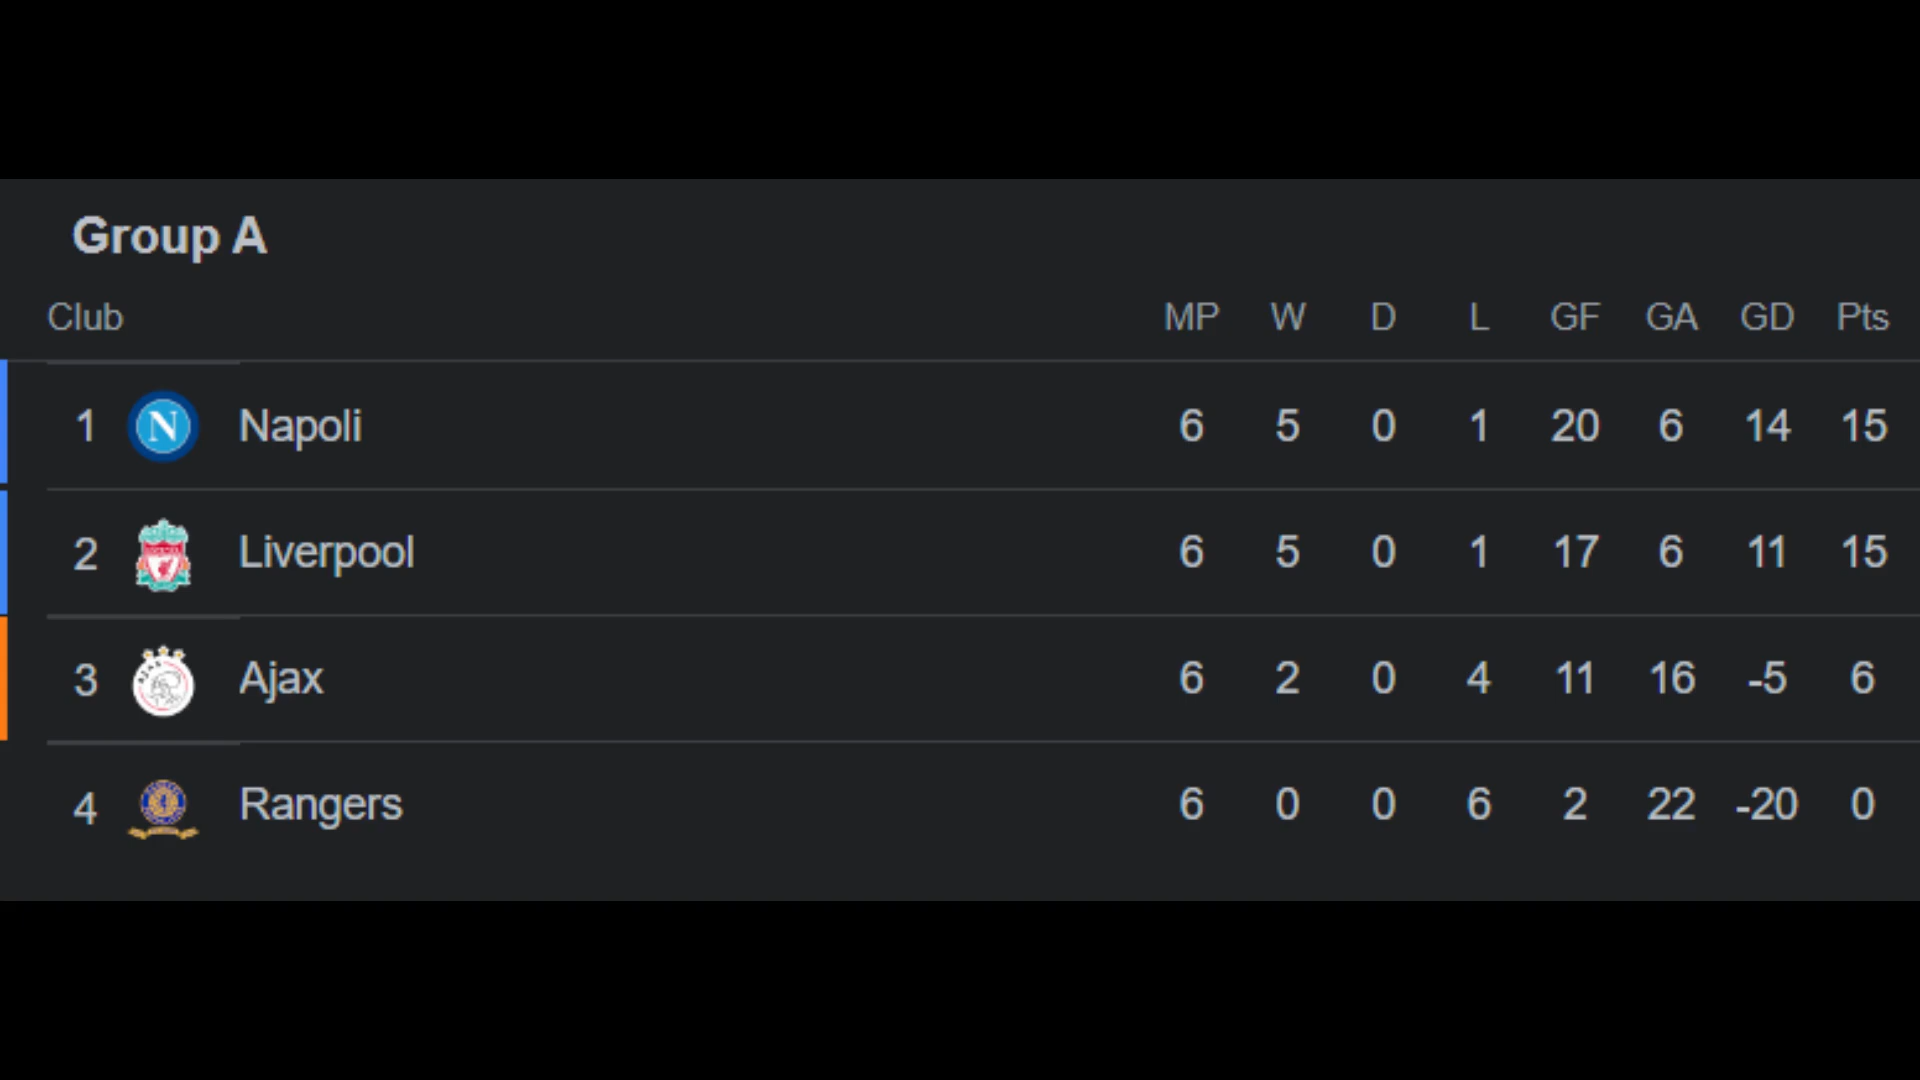 Group A
Club MP W D L GF GA GD Pts
1 N Napoli 6 5 0 1 20 6 14 15
2 Liverpool 6 5 0 1 17 6 11 15
3 AJAX Ajax 6 2 0 4 11 16 -5 6
4 Rangers 6 0 0 6 2 22 -20 0